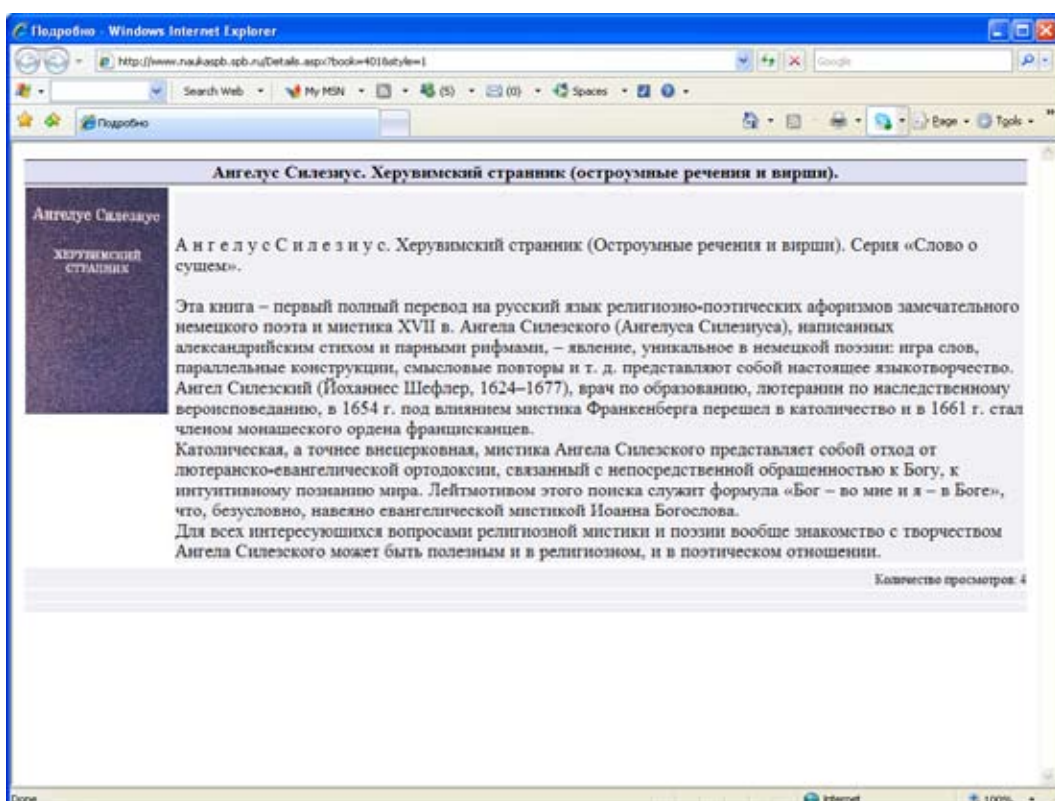 Подробно - Windows Internet Explorer
http://www.naukaspb.spb.ru/Details.aspx?book=401&style=1
Google
Search Web My MSN (5) (0) Spaces
Подробно Page Tools
Ангелус Силезиус. Херувимский странник (остроумные речения и вирши).
Ангелус Силезиус
ХЕРУВИМСКИЙ
СТРАННИК
А н г е л у с С и л е з и у с. Херувимский странник (Остроумные речения и вирши). Серия «Слово о
сущем».
Эта книга – первый полный перевод на русский язык религиозно-поэтических афоризмов замечательного
немецкого поэта и мистика XVII в. Ангела Силезского (Ангелуса Силезиуса), написанных
александрийским стихом и парными рифмами, – явление, уникальное в немецкой поэзии: игра слов,
параллельные конструкции, смысловые повторы и т. д. представляют собой настоящее языкотворчество.
Ангел Силезский (Йоханнес Шефлер, 1624–1677), врач по образованию, лютеранин по наследственному
вероисповеданию, в 1654 г. под влиянием мистика Франкенберга перешел в католичество и в 1661 г. стал
членом монашеского ордена францисканцев.
Католическая, а точнее внецерковная, мистика Ангела Силезского представляет собой отход от
лютеранско-евангелической ортодоксии, связанный с непосредственной обращенностью к Богу, к
интуитивному познанию мира. Лейтмотивом этого поиска служит формула «Бог – во мне и я – в Боге»,
что, безусловно, навеяно евангелической мистикой Иоанна Богослова.
Для всех интересующихся вопросами религиозной мистики и поэзии вообще знакомство с творчеством
Ангела Силезского может быть полезным и в религиозном, и в поэтическом отношении.
Количество просмотров: 4
Done Internet 100%